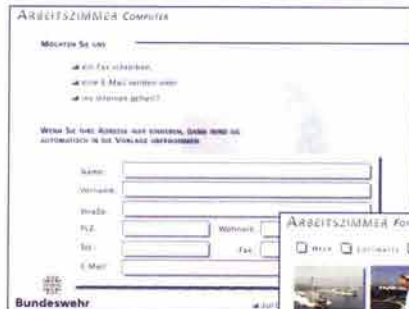 ARBEITSZIMMER COMPUTER
MÖCHTEN SIE UNS
ein Fax schreiben,
eine E-Mail senden oder
ins Internet gehen?
WENN SIE IHRE ADRESSE HIER EINGEBEN, DANN WIRD SIE
AUTOMATISCH IN DIE VORLAGE ÜBERNOMMEN
Name:
Vorname:
Straße:
PLZ: Wohnort:
Tel.: Fax:
E-Mail:
Bundeswehr
ARBEITSZIMMER
HEER LUFTWAFFE